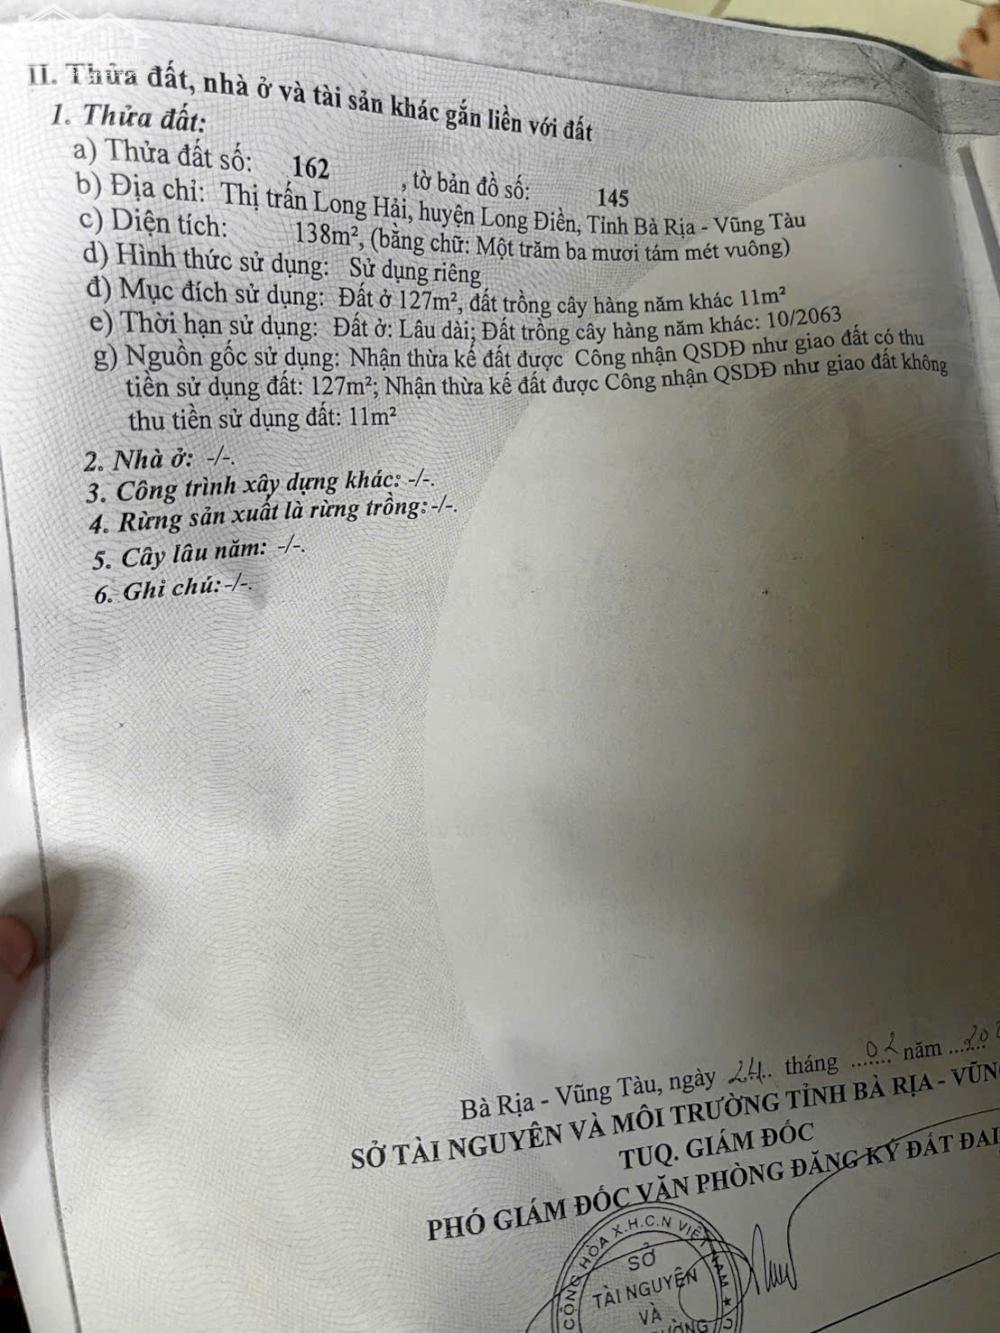 II. Thửa đất, nhà ở và tài sản khác gắn liền với đất
1. Thửa đất:
a) Thửa đất số: 162 , tờ bản đồ số: 145
b) Địa chỉ: Thị trấn Long Hải, huyện Long Điền, Tỉnh Bà Rịa - Vũng Tàu
c) Diện tích: 138m², (bằng chữ: Một trăm ba mươi tám mét vuông)
d) Hình thức sử dụng: Sử dụng riêng
đ) Mục đích sử dụng: Đất ở 127m², đất trồng cây hàng năm khác 11m²
e) Thời hạn sử dụng: Đất ở: Lâu dài; Đất trồng cây hàng năm khác: 10/2063
g) Nguồn gốc sử dụng: Nhận thừa kế đất được Công nhận QSDĐ như giao đất có thu
tiền sử dụng đất: 127m²; Nhận thừa kế đất được Công nhận QSDĐ như giao đất không
thu tiền sử dụng đất: 11m²
2. Nhà ở: -/-.
3. Công trình xây dựng khác: -/-.
4. Rừng sản xuất là rừng trồng: -/-.
5. Cây lâu năm: -/-.
6. Ghi chú: -/-.
Bà Rịa - Vũng Tàu, ngày 24 tháng 02 năm
SỞ TÀI NGUYÊN VÀ MÔI TRƯỜNG TỈNH BÀ RỊA - VŨN
TUQ. GIÁM ĐỐC
PHÓ GIÁM ĐỐC VĂN PHÒNG ĐĂNG KÝ ĐẤT ĐAI
CỘNG HÒA X.H.C.N VIỆT NAM
SỞ
TÀI NGUYÊN
VÀ